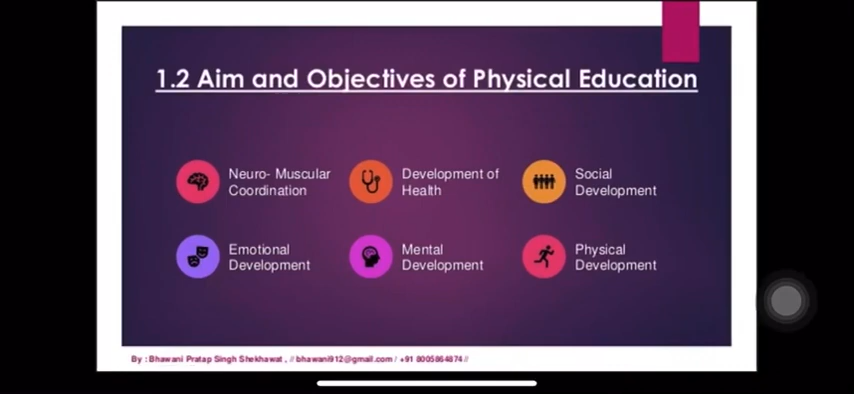 1.2 Aim and Objectives of Physical Education
Neuro- Muscular
Coordination
Development of
Health
Social
Development
Emotional
Development
Mental
Development
Physical
Development
By : Bhawani Pratap Singh Shekhawat , // bhawani912@gmail.com / +91 8005864874 //